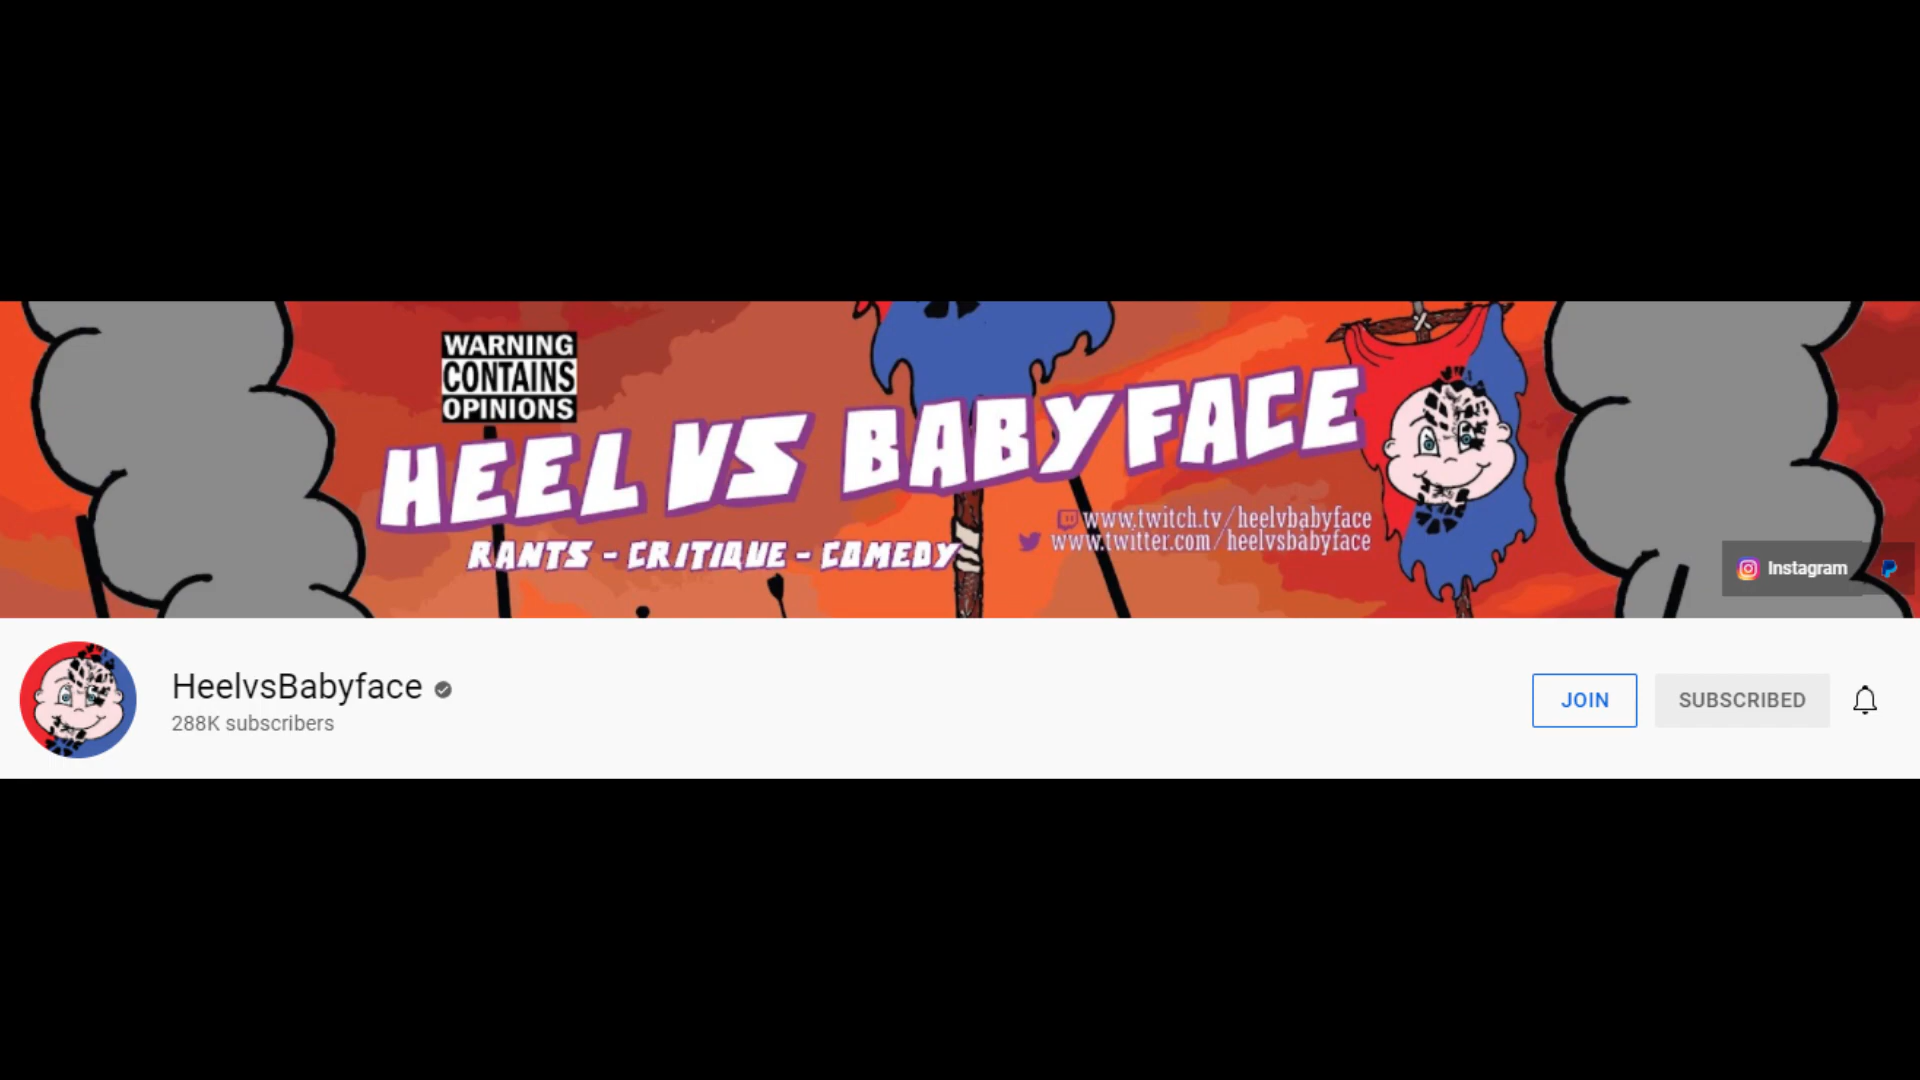 WARNING
CONTAINS
OPINIONS
HEEL VS BABYFACE
RANTS - CRITIQUE - COMEDY
www.twitch.tv/heelvbabyface
www.twitter.com/heelvsbabyface
Instagram
HeelvsBabyface
288K subscribers
JOIN
SUBSCRIBED